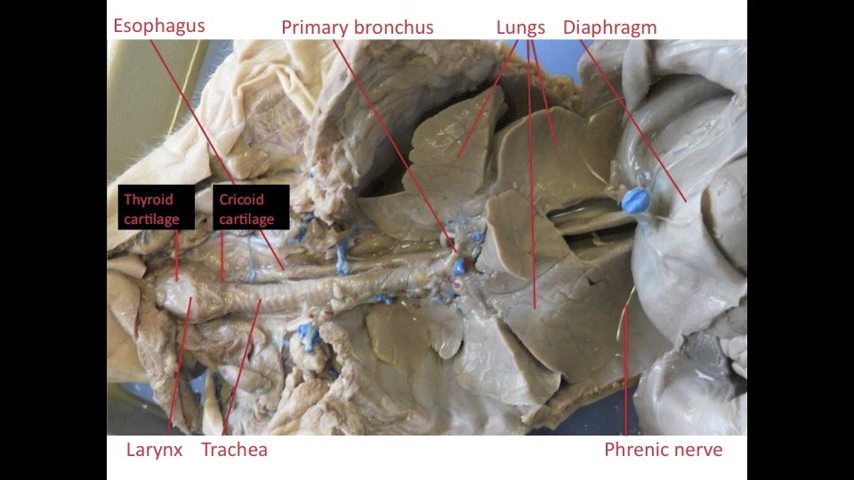 Esophagus Primary bronchus Lungs Diaphragm
Thyroid cartilage
Cricoid cartilage
Larynx Trachea Phrenic nerve